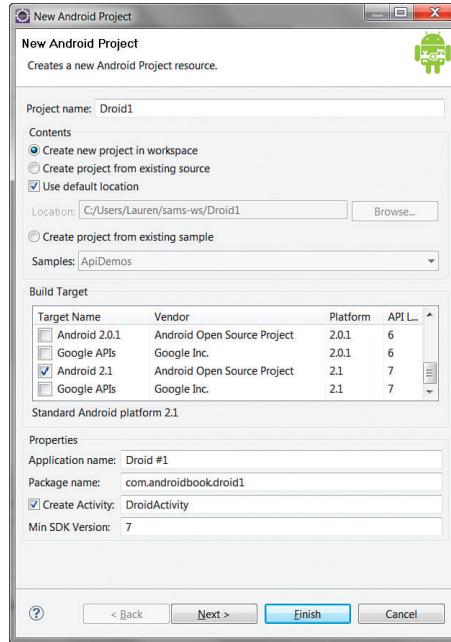 New Android Project
New Android Project
Creates a new Android Project resource.
Project name: Droid1
Contents
Create new project in workspace
Create project from existing source
Use default location
Location: C:/Users/Lauren/sams-ws/Droid1 Browse...
Create project from existing sample
Samples: ApiDemos
Build Target
Target Name Vendor Platform API L...
Android 2.0.1 Android Open Source Project 2.0.1 6
Google APIs Google Inc. 2.0.1 6
Android 2.1 Android Open Source Project 2.1 7
Google APIs Google Inc. 2.1 7
Standard Android platform 2.1
Properties
Application name: Droid #1
Package name: com.androidbook.droid1
Create Activity: DroidActivity
Min SDK Version: 7
? < Back Next > Finish Cancel